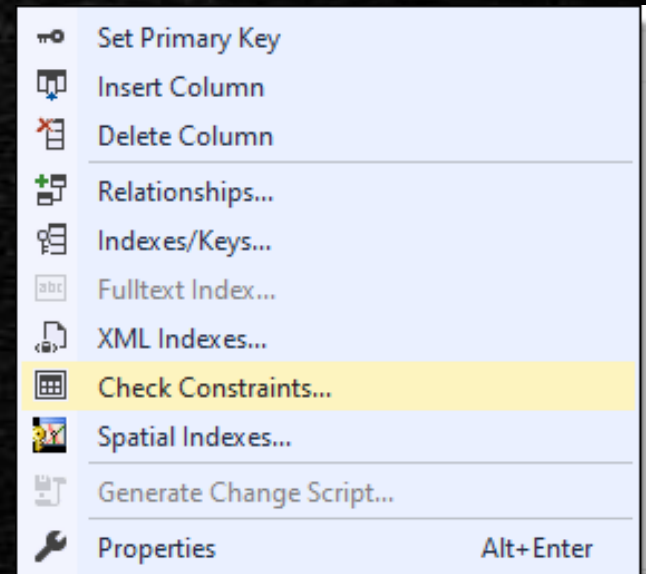 Set Primary Key
Insert Column
Delete Column
Relationships...
Indexes/Keys...
abc Fulltext Index...
XML Indexes...
Check Constraints...
Spatial Indexes...
Generate Change Script...
Properties Alt+Enter